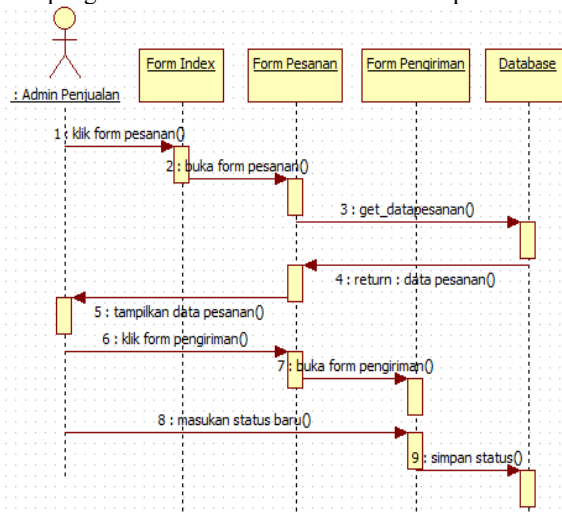 Form Index
Form Pesanan
Form Pengiriman
Database
: Admin Penjualan
1 : klik form pesanan()
2 : buka form pesanan()
3 : get_datapesanan()
4 : return : data pesanan()
5 : tampilkan data pesanan()
6 : klik form pengiriman()
7 : buka form pengiriman()
8 : masukan status baru()
9 : simpan status()